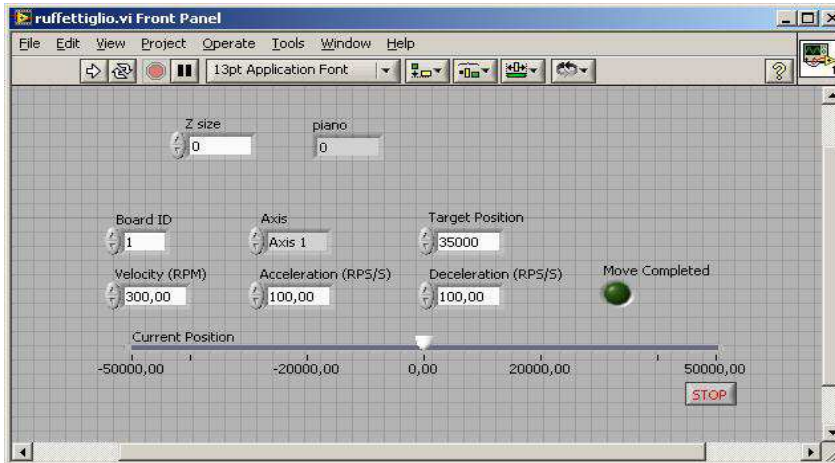 ruffettiglio.vi Front Panel
File Edit View Project Operate Tools Window Help
13pt Application Font
Z size piano
0 0
Board ID Axis Target Position
1 Axis 1 35000
Velocity (RPM) Acceleration (RPS/S) Deceleration (RPS/S) Move Completed
300,00 100,00 100,00
Current Position
-50000,00 -20000,00 0,00 20000,00 50000,00
STOP